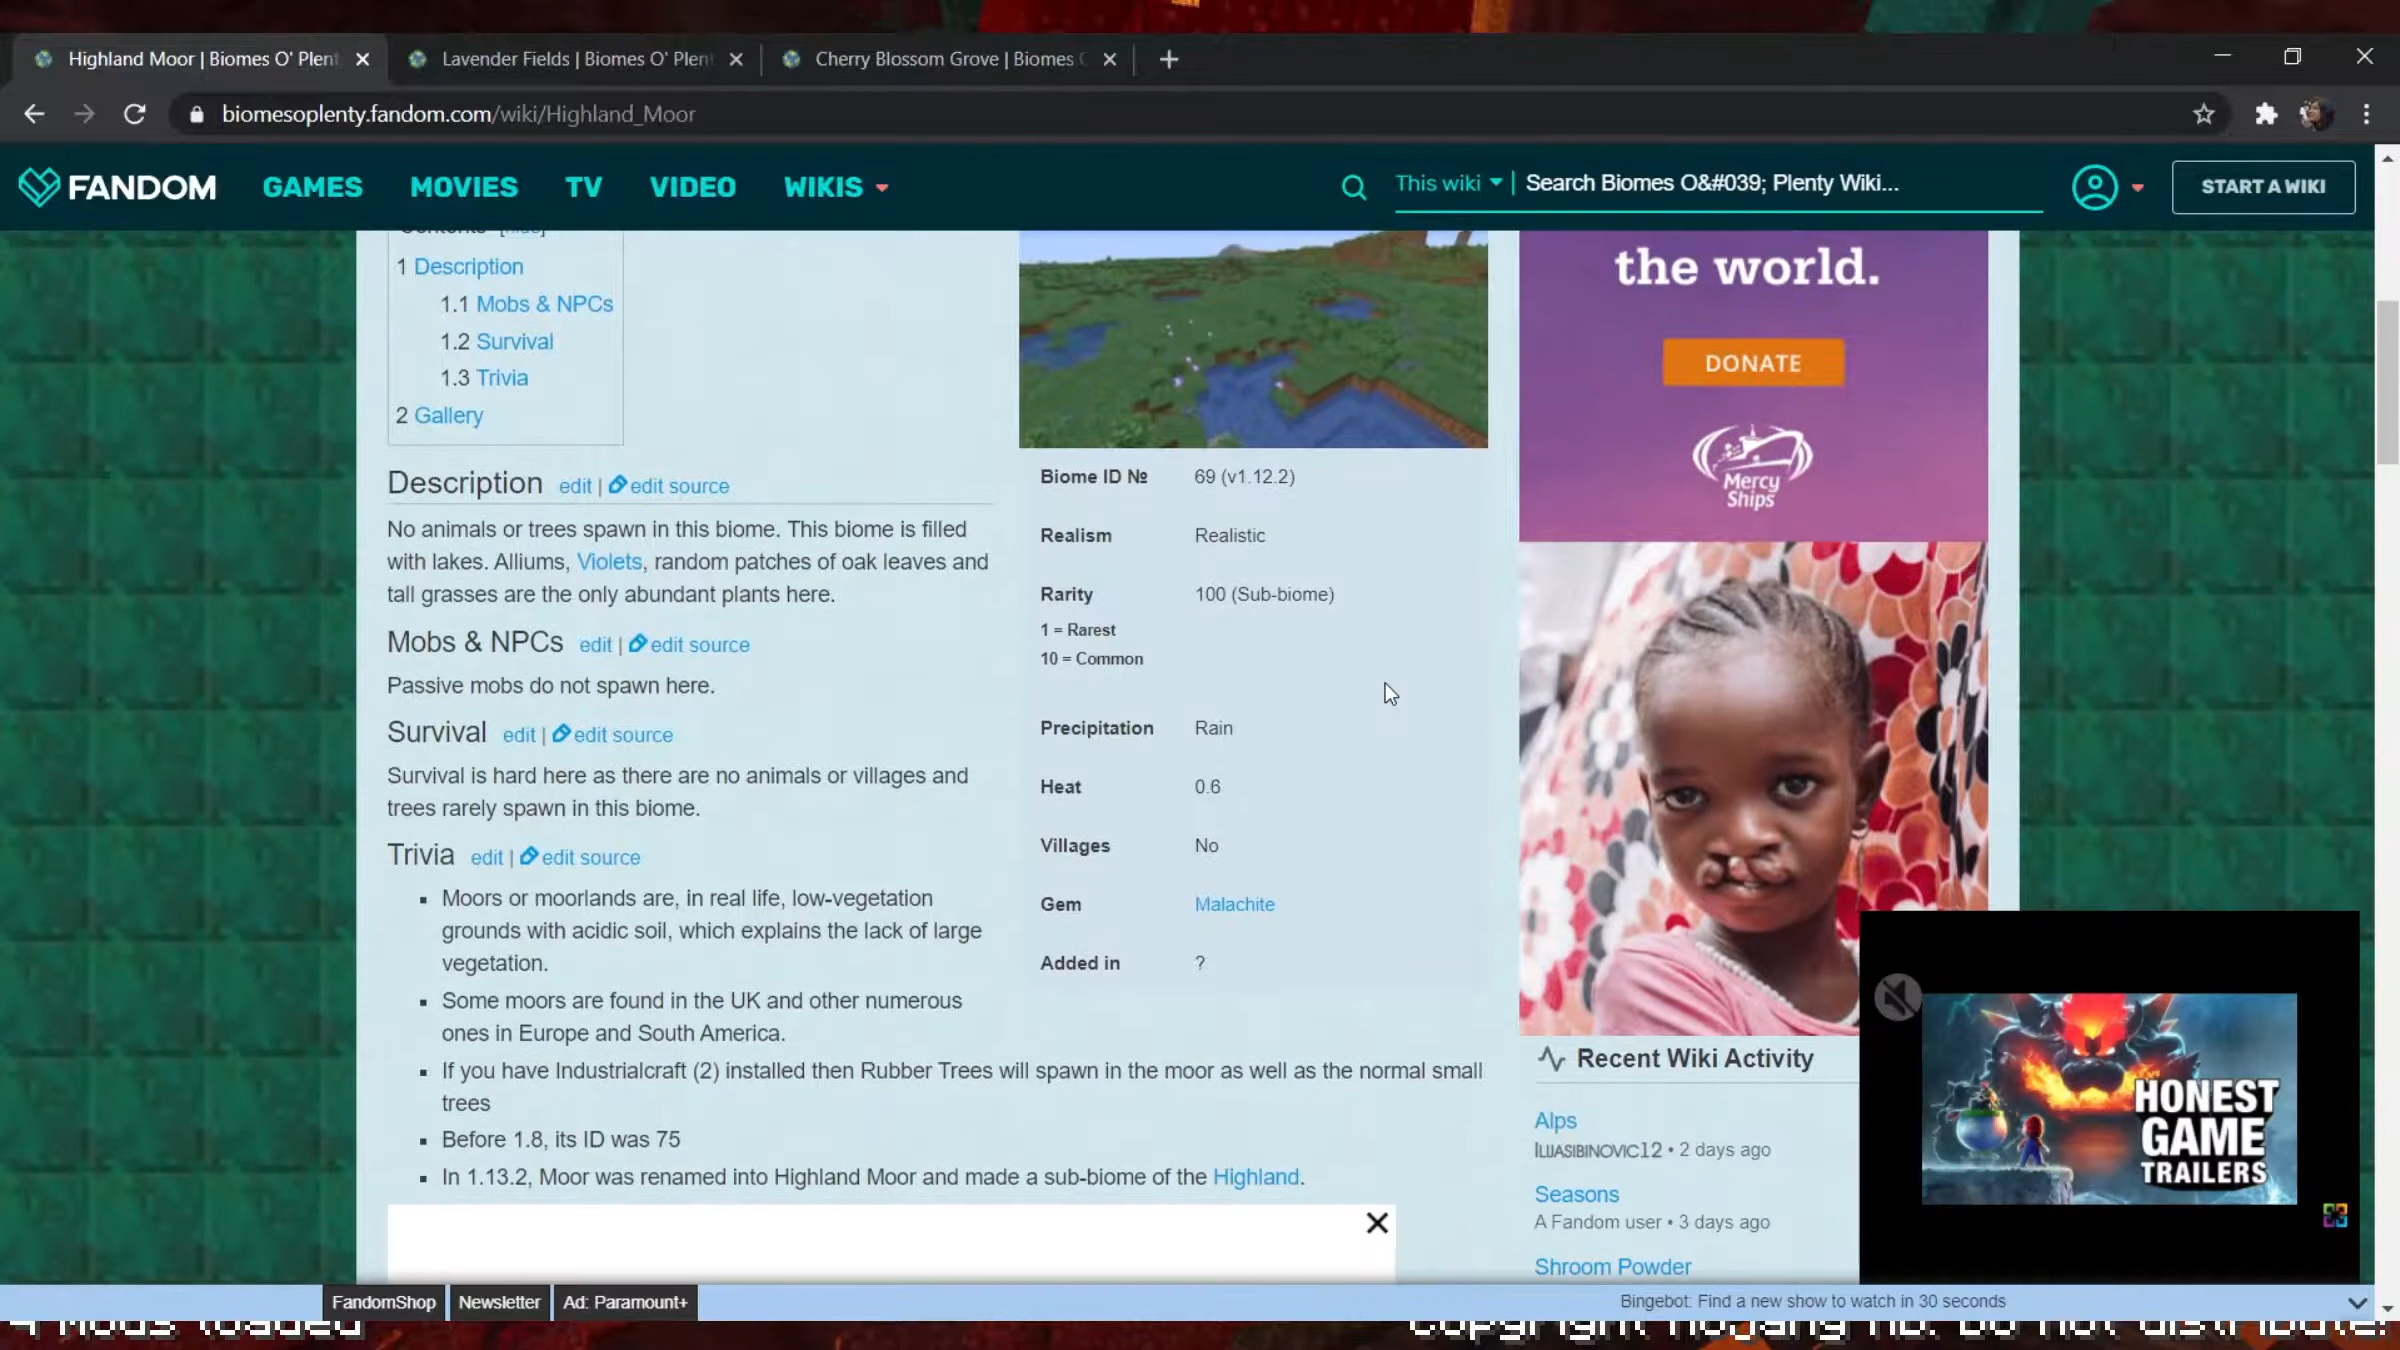 Highland Moor | Biomes O' Plent
Lavender Fields | Biomes O' Plen
Cherry Blossom Grove | Biomes
biomesoplenty.fandom.com/wiki/Highland_Moor
FANDOM
GAMES
MOVIES
TV
VIDEO
WIKIS
This wiki
Search Biomes O&#039; Plenty Wiki...
START A WIKI
1 Description
1.1 Mobs & NPCs
1.2 Survival
1.3 Trivia
2 Gallery
Description edit | edit source
No animals or trees spawn in this biome. This biome is filled
with lakes. Alliums, Violets, random patches of oak leaves and
tall grasses are the only abundant plants here.
Mobs & NPCs edit | edit source
Passive mobs do not spawn here.
Survival edit | edit source
Survival is hard here as there are no animals or villages and
trees rarely spawn in this biome.
Trivia edit | edit source
Moors or moorlands are, in real life, low-vegetation
grounds with acidic soil, which explains the lack of large
vegetation.
Some moors are found in the UK and other numerous
ones in Europe and South America.
If you have Industrialcraft (2) installed then Rubber Trees will spawn in the moor as well as the normal small
trees
Before 1.8, its ID was 75
In 1.13.2, Moor was renamed into Highland Moor and made a sub-biome of the Highland.
Biome ID № 69 (v1.12.2)
Realism Realistic
Rarity 100 (Sub-biome)
1 = Rarest
10 = Common
Precipitation Rain
Heat 0.6
Villages No
Gem Malachite
Added in ?
the world.
DONATE
Mercy
Ships
Recent Wiki Activity
Alps
ILIJASIBINOVIC12 • 2 days ago
Seasons
A Fandom user • 3 days ago
Shroom Powder
HONEST
GAME
TRAILERS
FandomShop
Newsletter
Ad: Paramount+
Bingebot: Find a new show to watch in 30 seconds
4 Mods loaded
Copyright Mojang AB. Do not distribute!